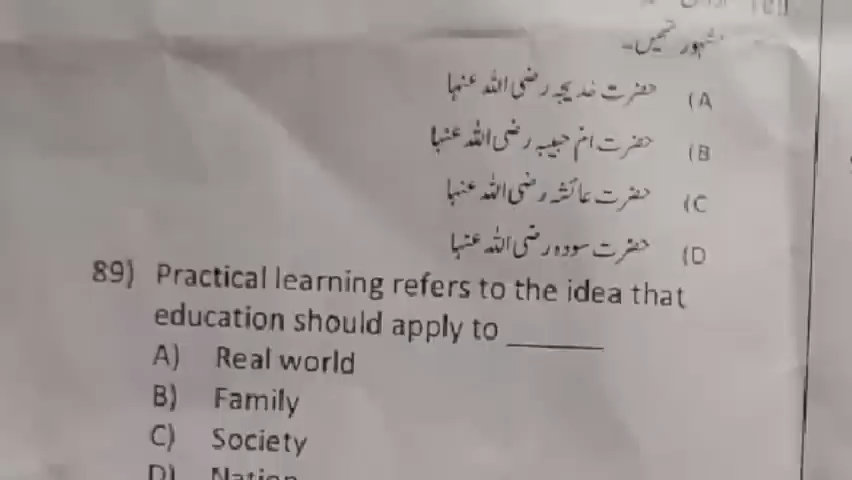 مشہور تھیں۔
(A حضرت خدیجہ رضی اللہ عنہا
(B حضرت ام حبیبہ رضی اللہ عنہا
(C حضرت عائشہ رضی اللہ عنہا
(D حضرت سودہ رضی اللہ عنہا
89) Practical learning refers to the idea that
education should apply to ______
A) Real world
B) Family
C) Society
D) Nation